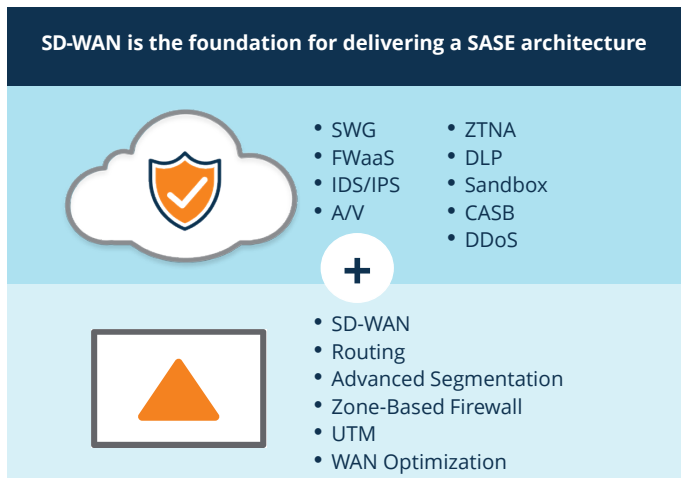 SD-WAN is the foundation for delivering a SASE architecture
• SWG
• FWaaS
• IDS/IPS
• A/V
• ZTNA
• DLP
• Sandbox
• CASB
• DDoS
+
• SD-WAN
• Routing
• Advanced Segmentation
• Zone-Based Firewall
• UTM
• WAN Optimization